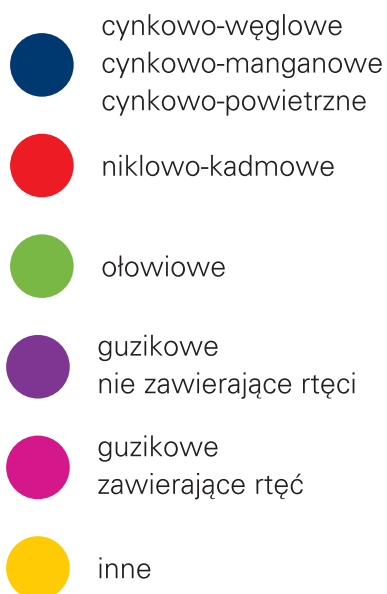 cynkowo-węglowe
cynkowo-manganowe
cynkowo-powietrzne
niklowo-kadmowe
ołowiowe
guzikowe
nie zawierające rtęci
guzikowe
zawierające rtęć
inne